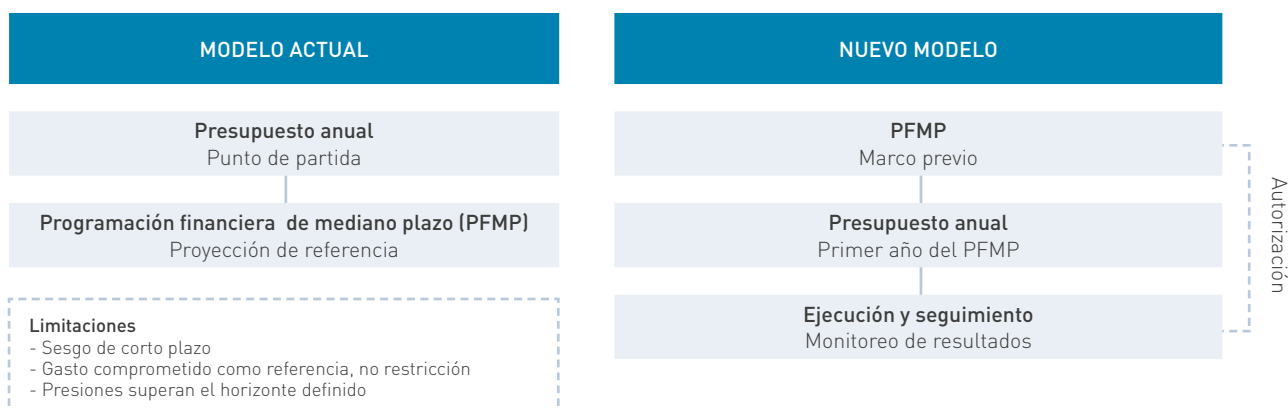 MODELO ACTUAL
Presupuesto anual
Punto de partida
Programación financiera de mediano plazo (PFMP)
Proyección de referencia
Limitaciones
- Sesgo de corto plazo
- Gasto comprometido como referencia, no restricción
- Presiones superan el horizonte definido
NUEVO MODELO
PFMP
Marco previo
Presupuesto anual
Primer año del PFMP
Ejecución y seguimiento
Monitoreo de resultados
Autorización